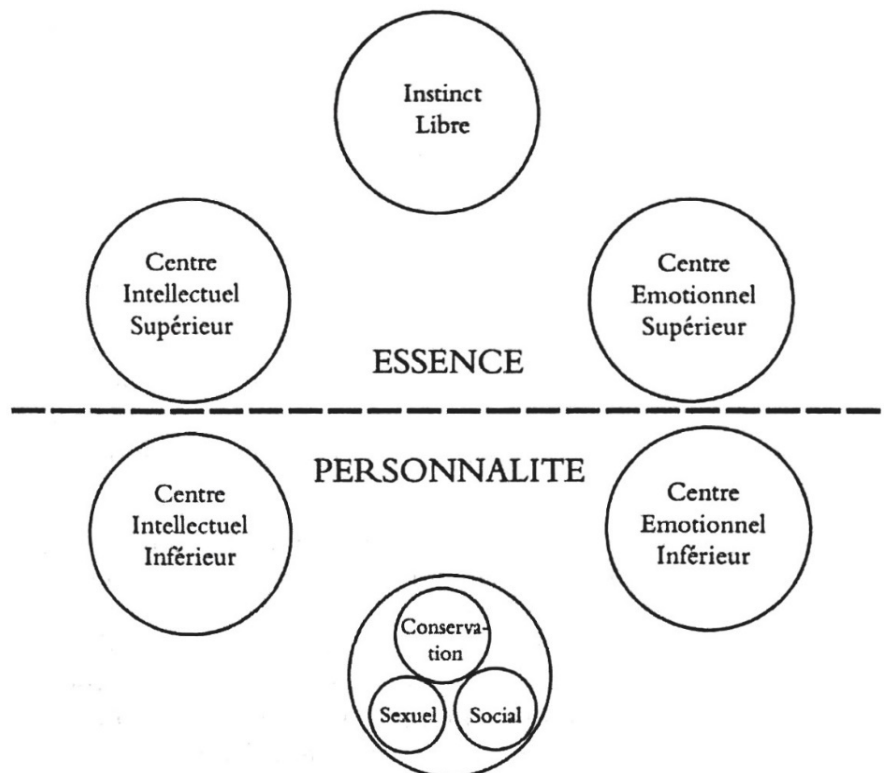 Instinct
Libre
Centre
Intellectuel
Supérieur
Centre
Emotionnel
Supérieur
ESSENCE
PERSONNALITE
Centre
Intellectuel
Inférieur
Centre
Emotionnel
Inférieur
Conserva-
tion
Sexuel
Social